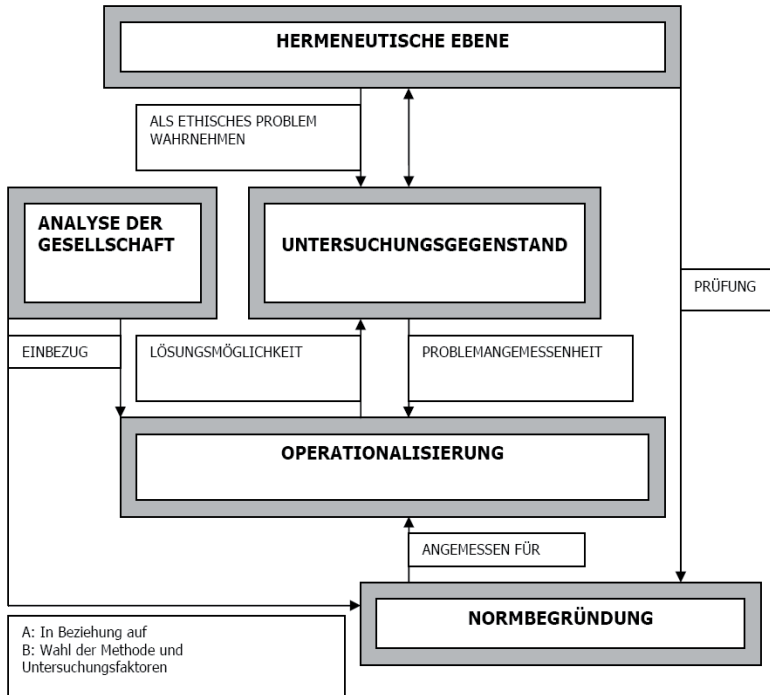 HERMENEUTISCHE EBENE
ALS ETHISCHES PROBLEM
WAHRNEHMEN
ANALYSE DER
GESELLSCHAFT
UNTERSUCHUNGSGEGENSTAND
PRÜFUNG
EINBEZUG
LÖSUNGSMÖGLICHKEIT
PROBLEMANGEMESSENHEIT
OPERATIONALISIERUNG
ANGEMESSEN FÜR
NORMBEGRÜNDUNG
A: In Beziehung auf
B: Wahl der Methode und
Untersuchungsfaktoren